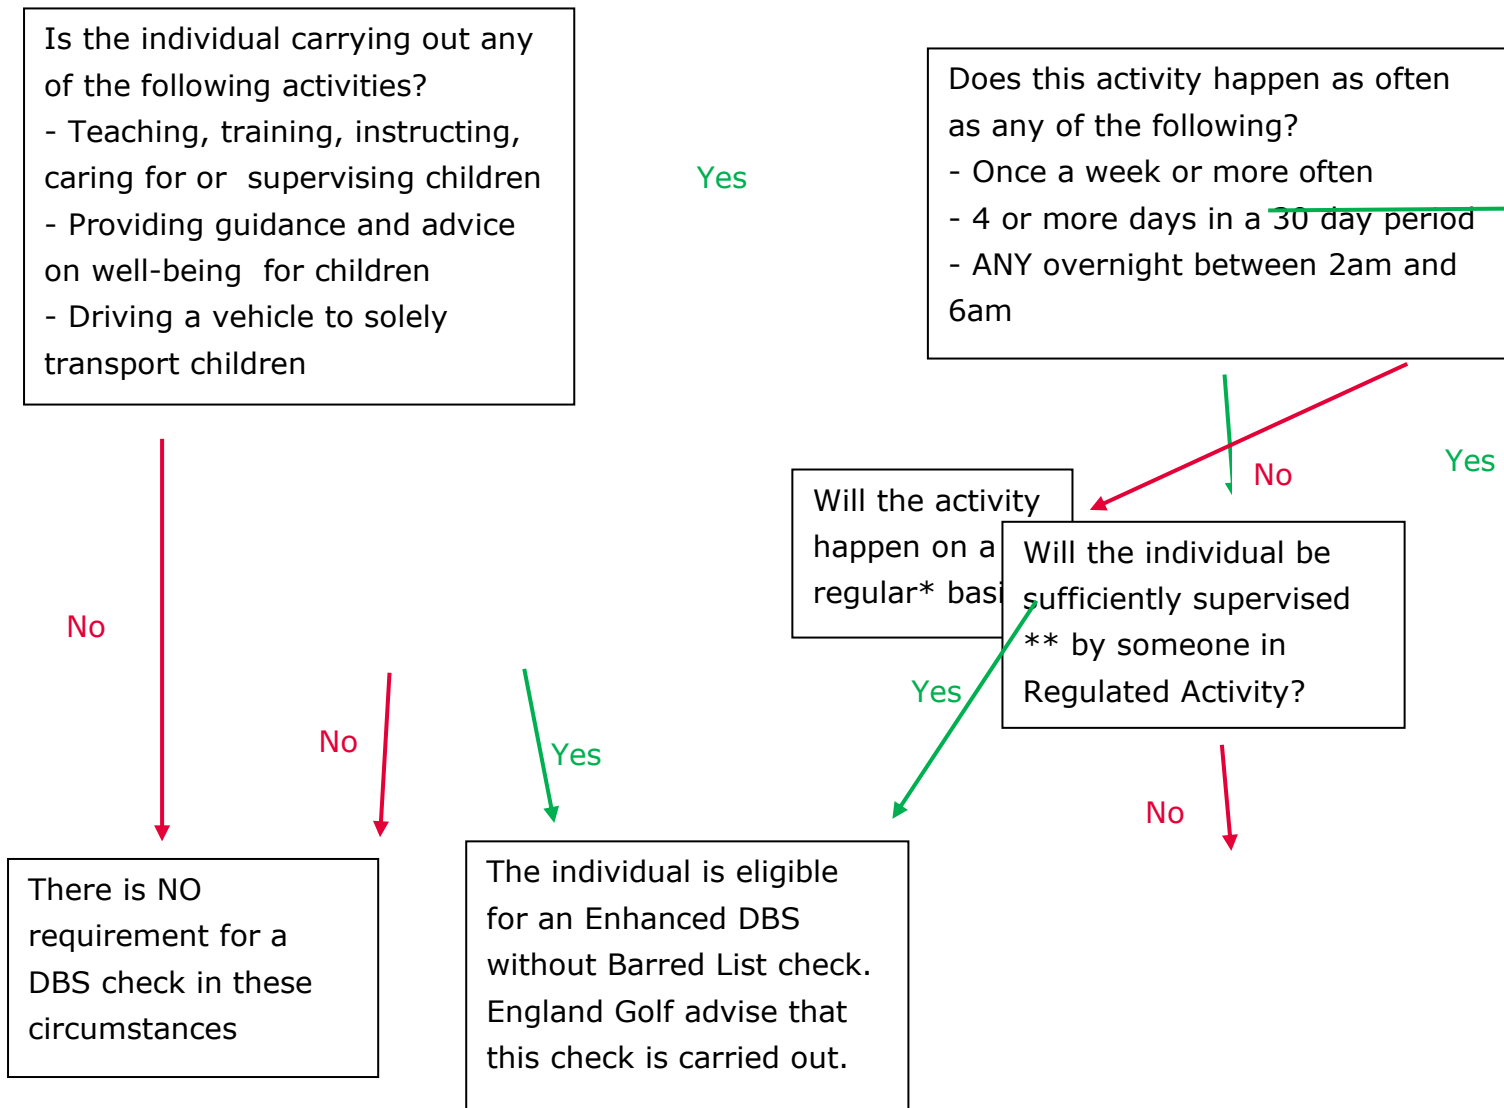 Is the individual carrying out any
of the following activities?
- Teaching, training, instructing,
caring for or supervising children
- Providing guidance and advice
on well-being for children
- Driving a vehicle to solely
transport children
Yes
Does this activity happen as often
as any of the following?
- Once a week or more often
- 4 or more days in a 30 day period
- ANY overnight between 2am and
6am
No
Yes
Will the activity
happen on a
regular* basi
Will the individual be
sufficiently supervised
** by someone in
Regulated Activity?
No
Yes
No
Yes
No
There is NO
requirement for a
DBS check in these
circumstances
The individual is eligible
for an Enhanced DBS
without Barred List check.
England Golf advise that
this check is carried out.